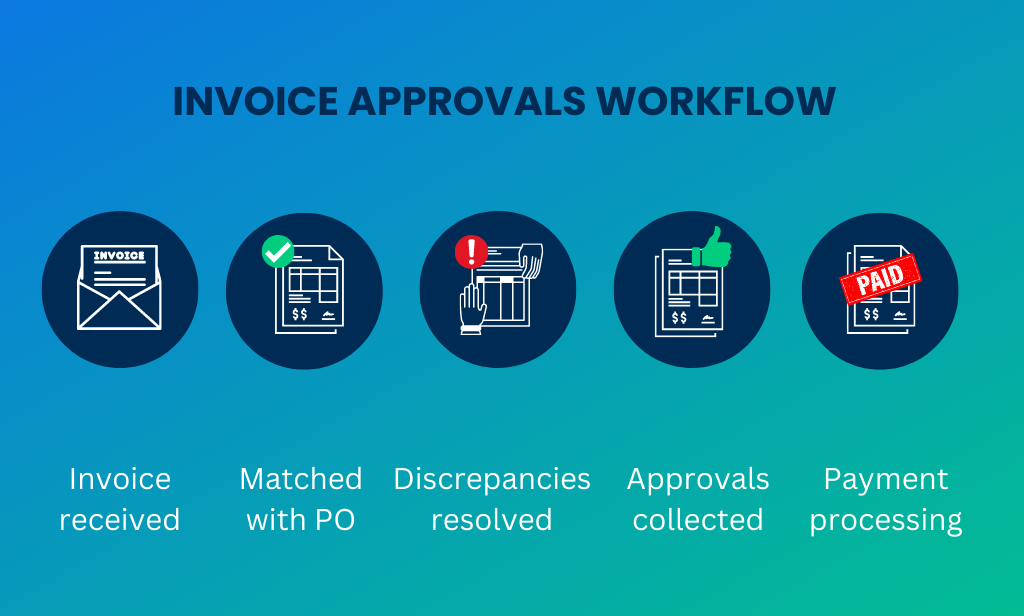 INVOICE APPROVALS WORKFLOW
INVOICE
$$
$$
PAID
$$
Invoice
received
Matched
with PO
Discrepancies
resolved
Approvals
collected
Payment
processing